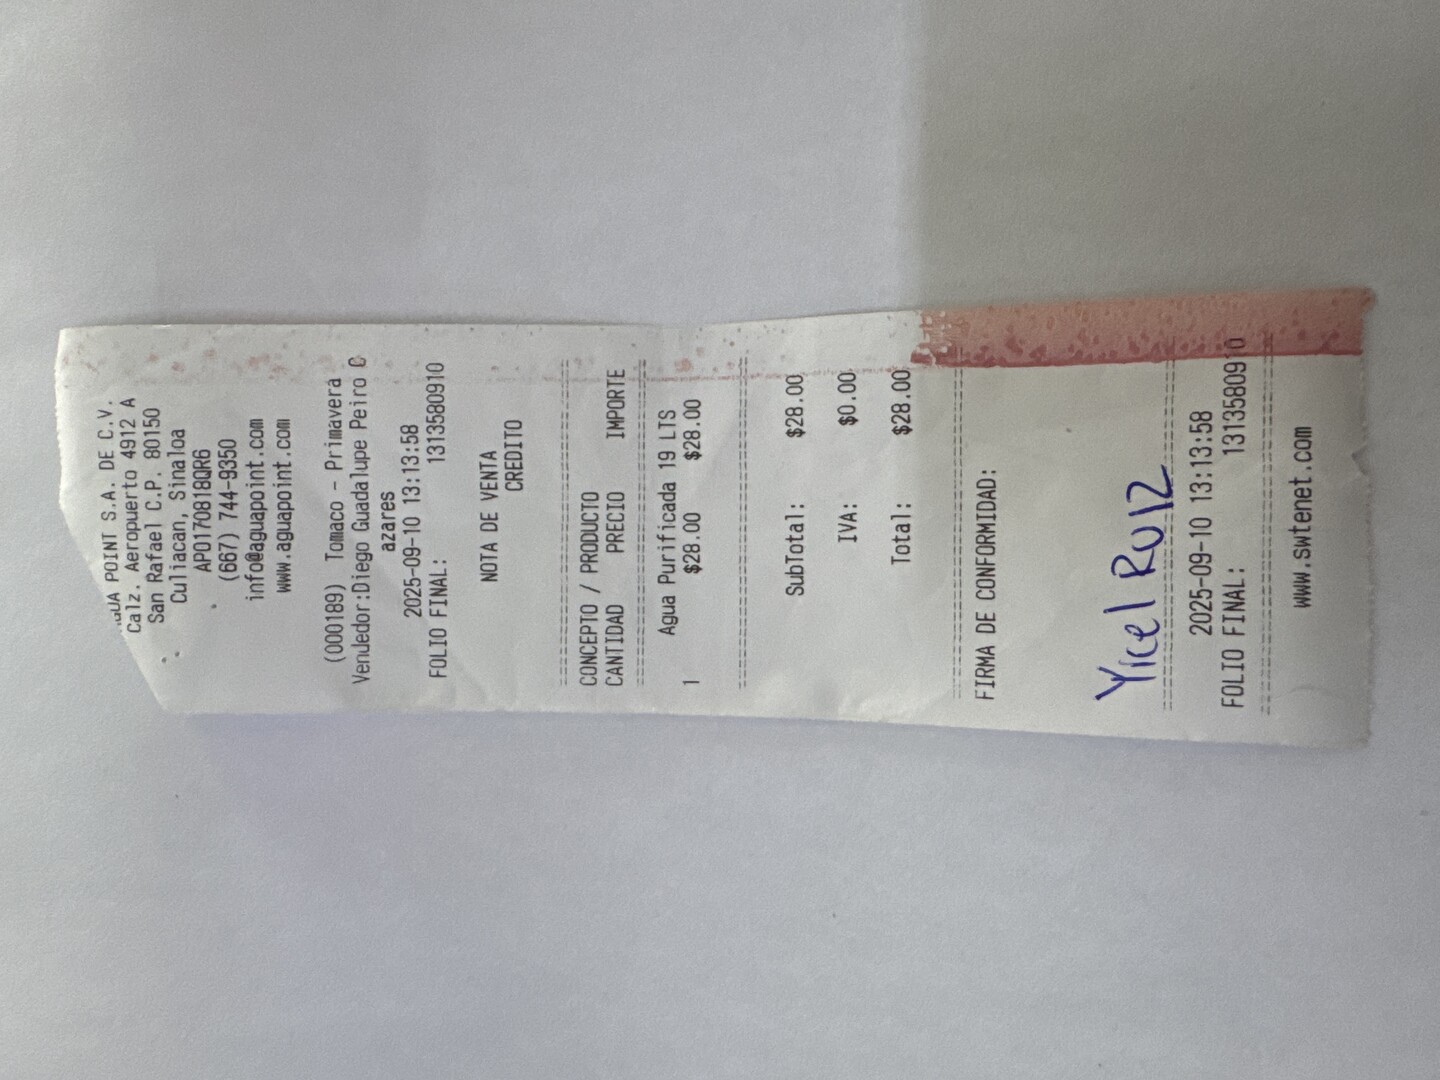 AGUA POINT S.A. DE C.V.
Calz. Aeropuerto 4912 A
San Rafael C.P. 80150
Culiacan, Sinaloa
APO170818QR6
(667) 744-9350
info@aguapoint.com
www.aguapoint.com
(000189) Tomaco - Primavera
Vendedor:Diego Guadalupe Peiro C
azares
2025-09-10 13:13:58
FOLIO FINAL: 1313580910
NOTA DE VENTA
CREDITO
CONCEPTO / PRODUCTO
CANTIDAD PRECIO IMPORTE
Agua Purificada 19 LTS
1 $28.00 $28.00
SubTotal: $28.00
IVA: $0.00
Total: $28.00
FIRMA DE CONFORMIDAD:
Yicel Ruiz
2025-09-10 13:13:58
FOLIO FINAL: 1313580910
www.swtenet.com